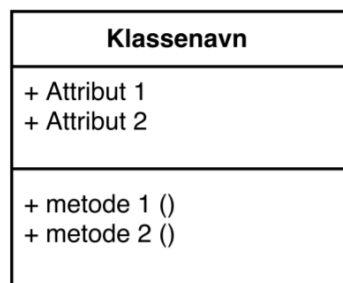 Klassenavn
+ Attribut 1
+ Attribut 2
+ metode 1 ()
+ metode 2 ()